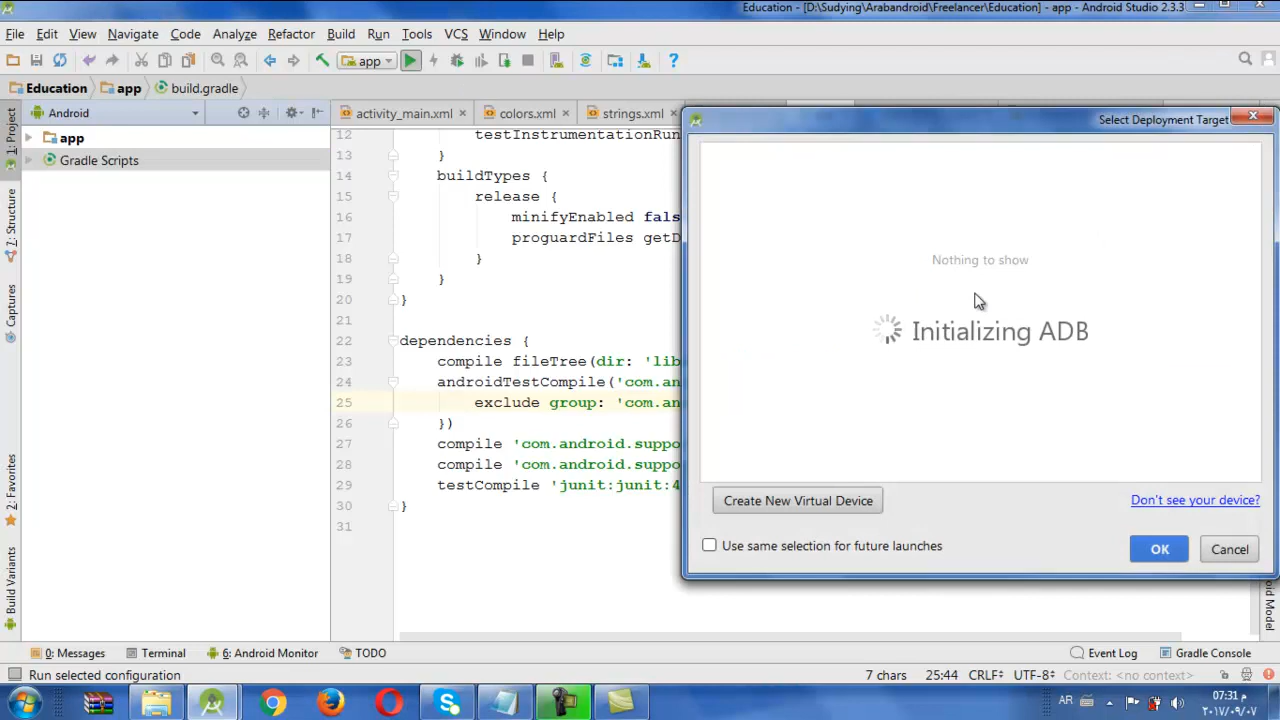 Education - [D:\Sudying\Arabandroid\Freelancer\Education] - app - Android Studio 2.3.3
File Edit View Navigate Code Analyze Refactor Build Run Tools VCS Window Help
app
Education app build.gradle
Android
activity_main.xml colors.xml strings.xml
1: Project
7: Structure
Captures
2: Favorites
Build Variants
app
Gradle Scripts
12 testInstrumentationRun
13 }
14 buildTypes {
15 release {
16 minifyEnabled fals
17 proguardFiles getD
18 }
19 }
20 }
21
22 dependencies {
23 compile fileTree(dir: 'lib
24 androidTestCompile('com.an
25 exclude group: 'com.an
26 })
27 compile 'com.android.suppo
28 compile 'com.android.suppo
29 testCompile 'junit:junit:4
30 }
31
Select Deployment Target
Nothing to show
Initializing ADB
Create New Virtual Device
Don't see your device?
Use same selection for future launches
OK Cancel
d Model
0: Messages Terminal 6: Android Monitor TODO Event Log Gradle Console
Run selected configuration 7 chars 25:44 CRLF÷ UTF-8÷ Context: <no context>
AR
07:31 م
٢٠١٧/٠٩/٠٧